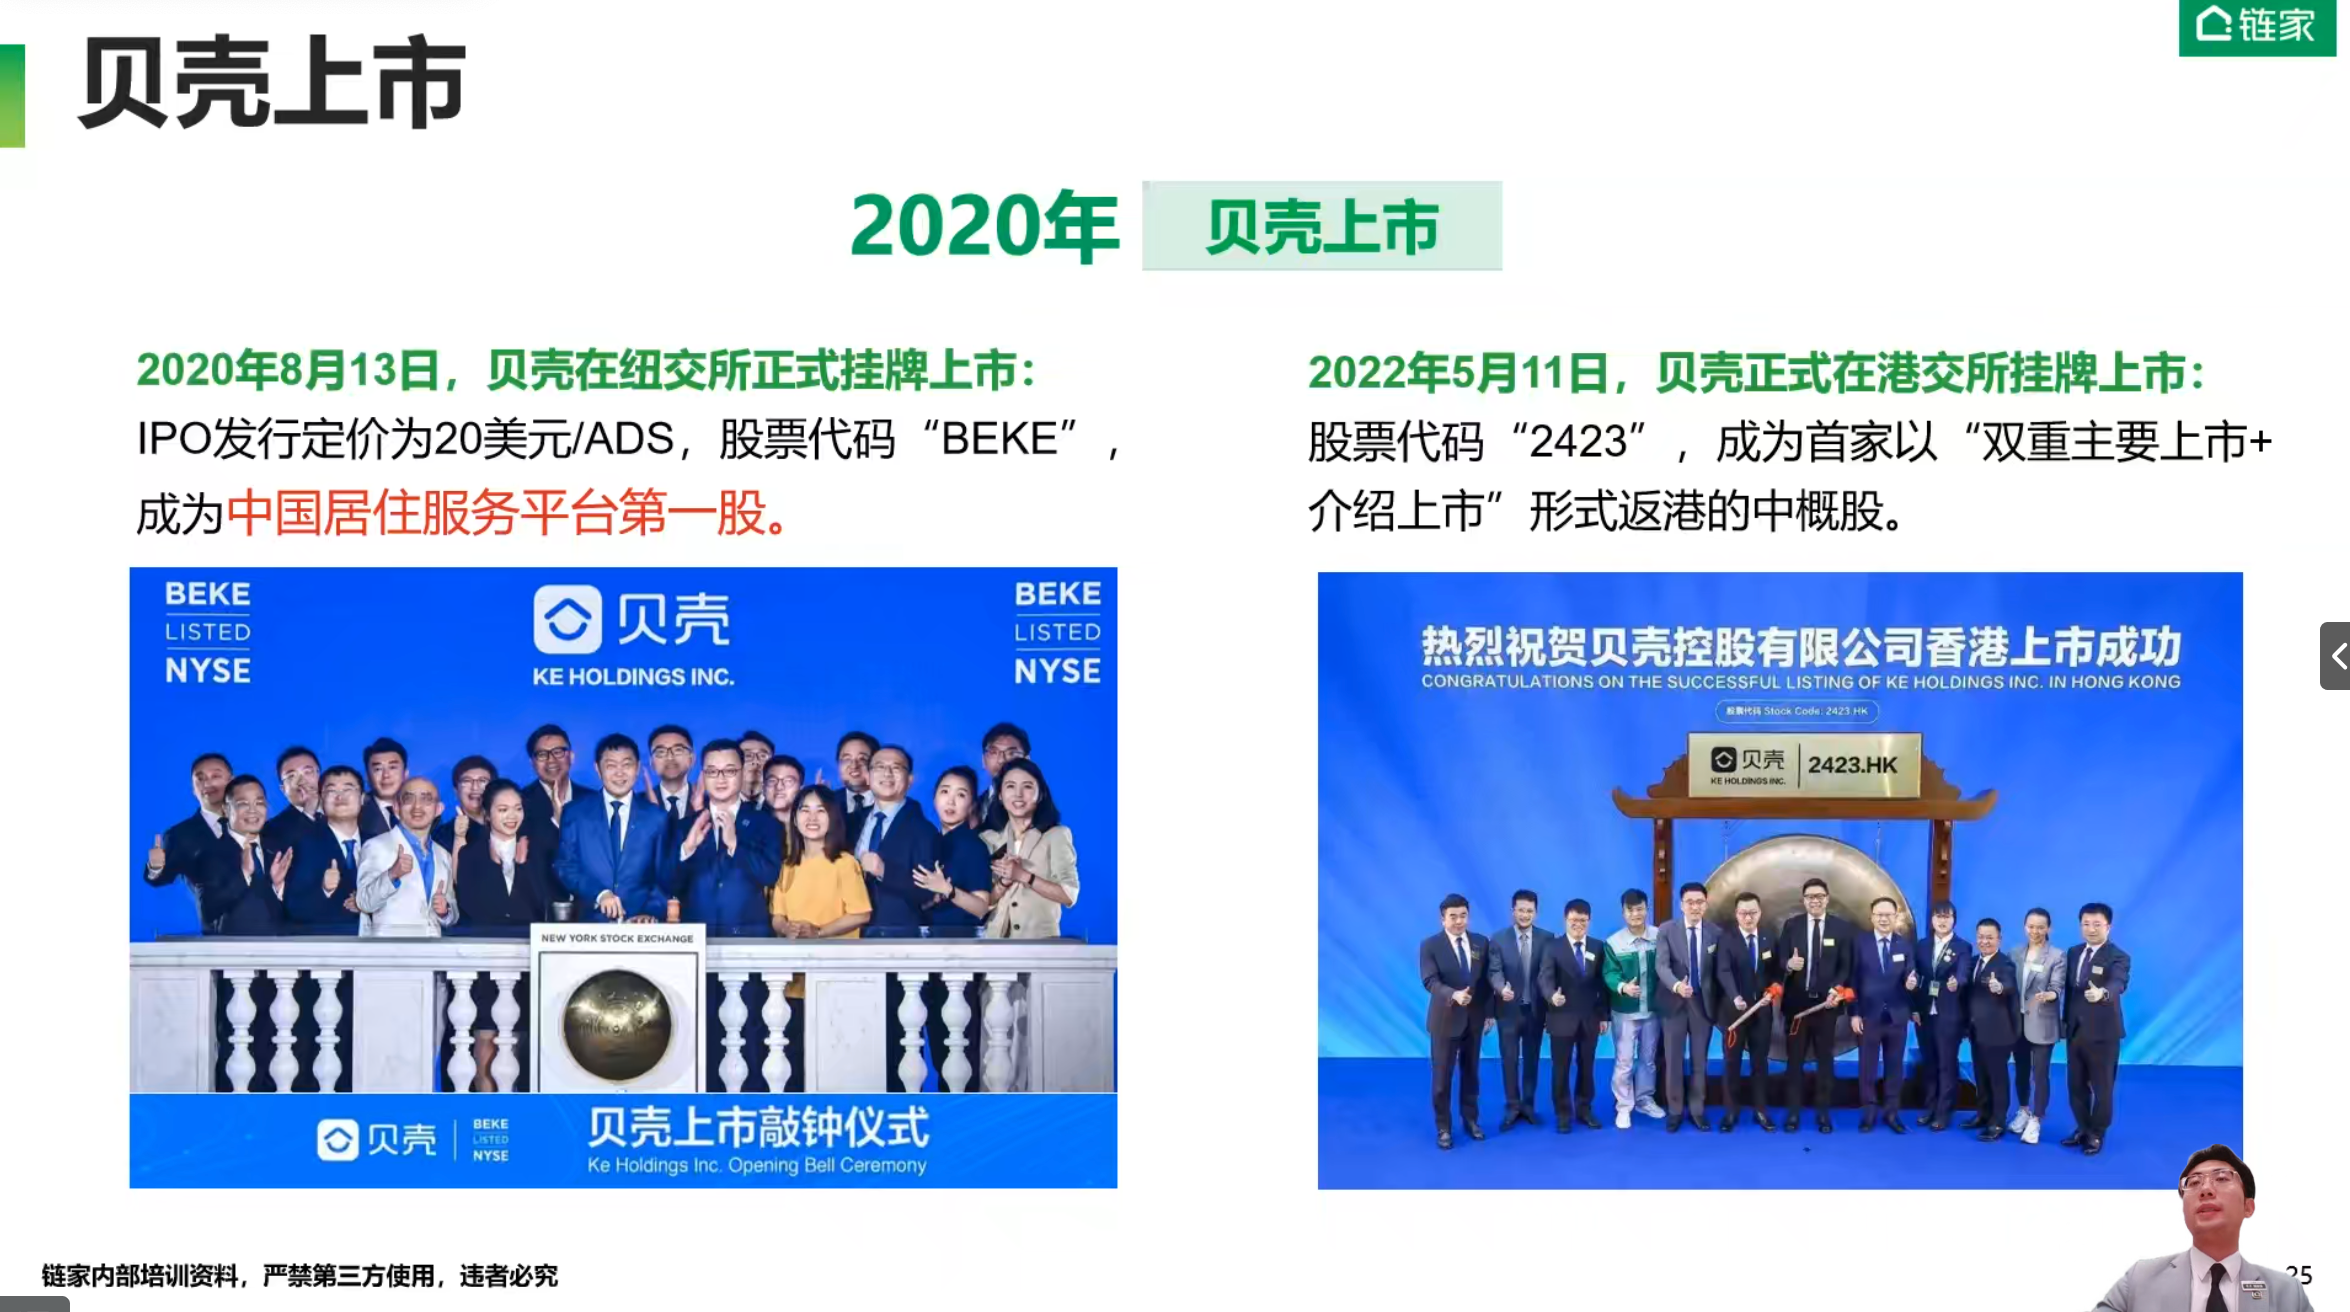 链家
贝壳上市
2020年 贝壳上市
2020年8月13日，贝壳在纽交所正式挂牌上市：
IPO发行定价为20美元/ADS，股票代码“BEKE”，
成为中国居住服务平台第一股。
2022年5月11日，贝壳正式在港交所挂牌上市：
股票代码“2423”，成为首家以“双重主要上市+
介绍上市”形式返港的中概股。
BEKE
LISTED
NYSE
贝壳
KE HOLDINGS INC.
BEKE
LISTED
NYSE
NEW YORK STOCK EXCHANGE
贝壳
BEKE
LISTED
NYSE
贝壳上市敲钟仪式
Ke Holdings Inc. Opening Bell Ceremony
热烈祝贺贝壳控股有限公司香港上市成功
CONGRATULATIONS ON THE SUCCESSFUL LISTING OF KE HOLDINGS INC. IN HONG KONG
股票代码 Stock Code: 2423.HK
贝壳
KE HOLDINGS INC.
2423.HK
链家内部培训资料，严禁第三方使用，违者必究
25